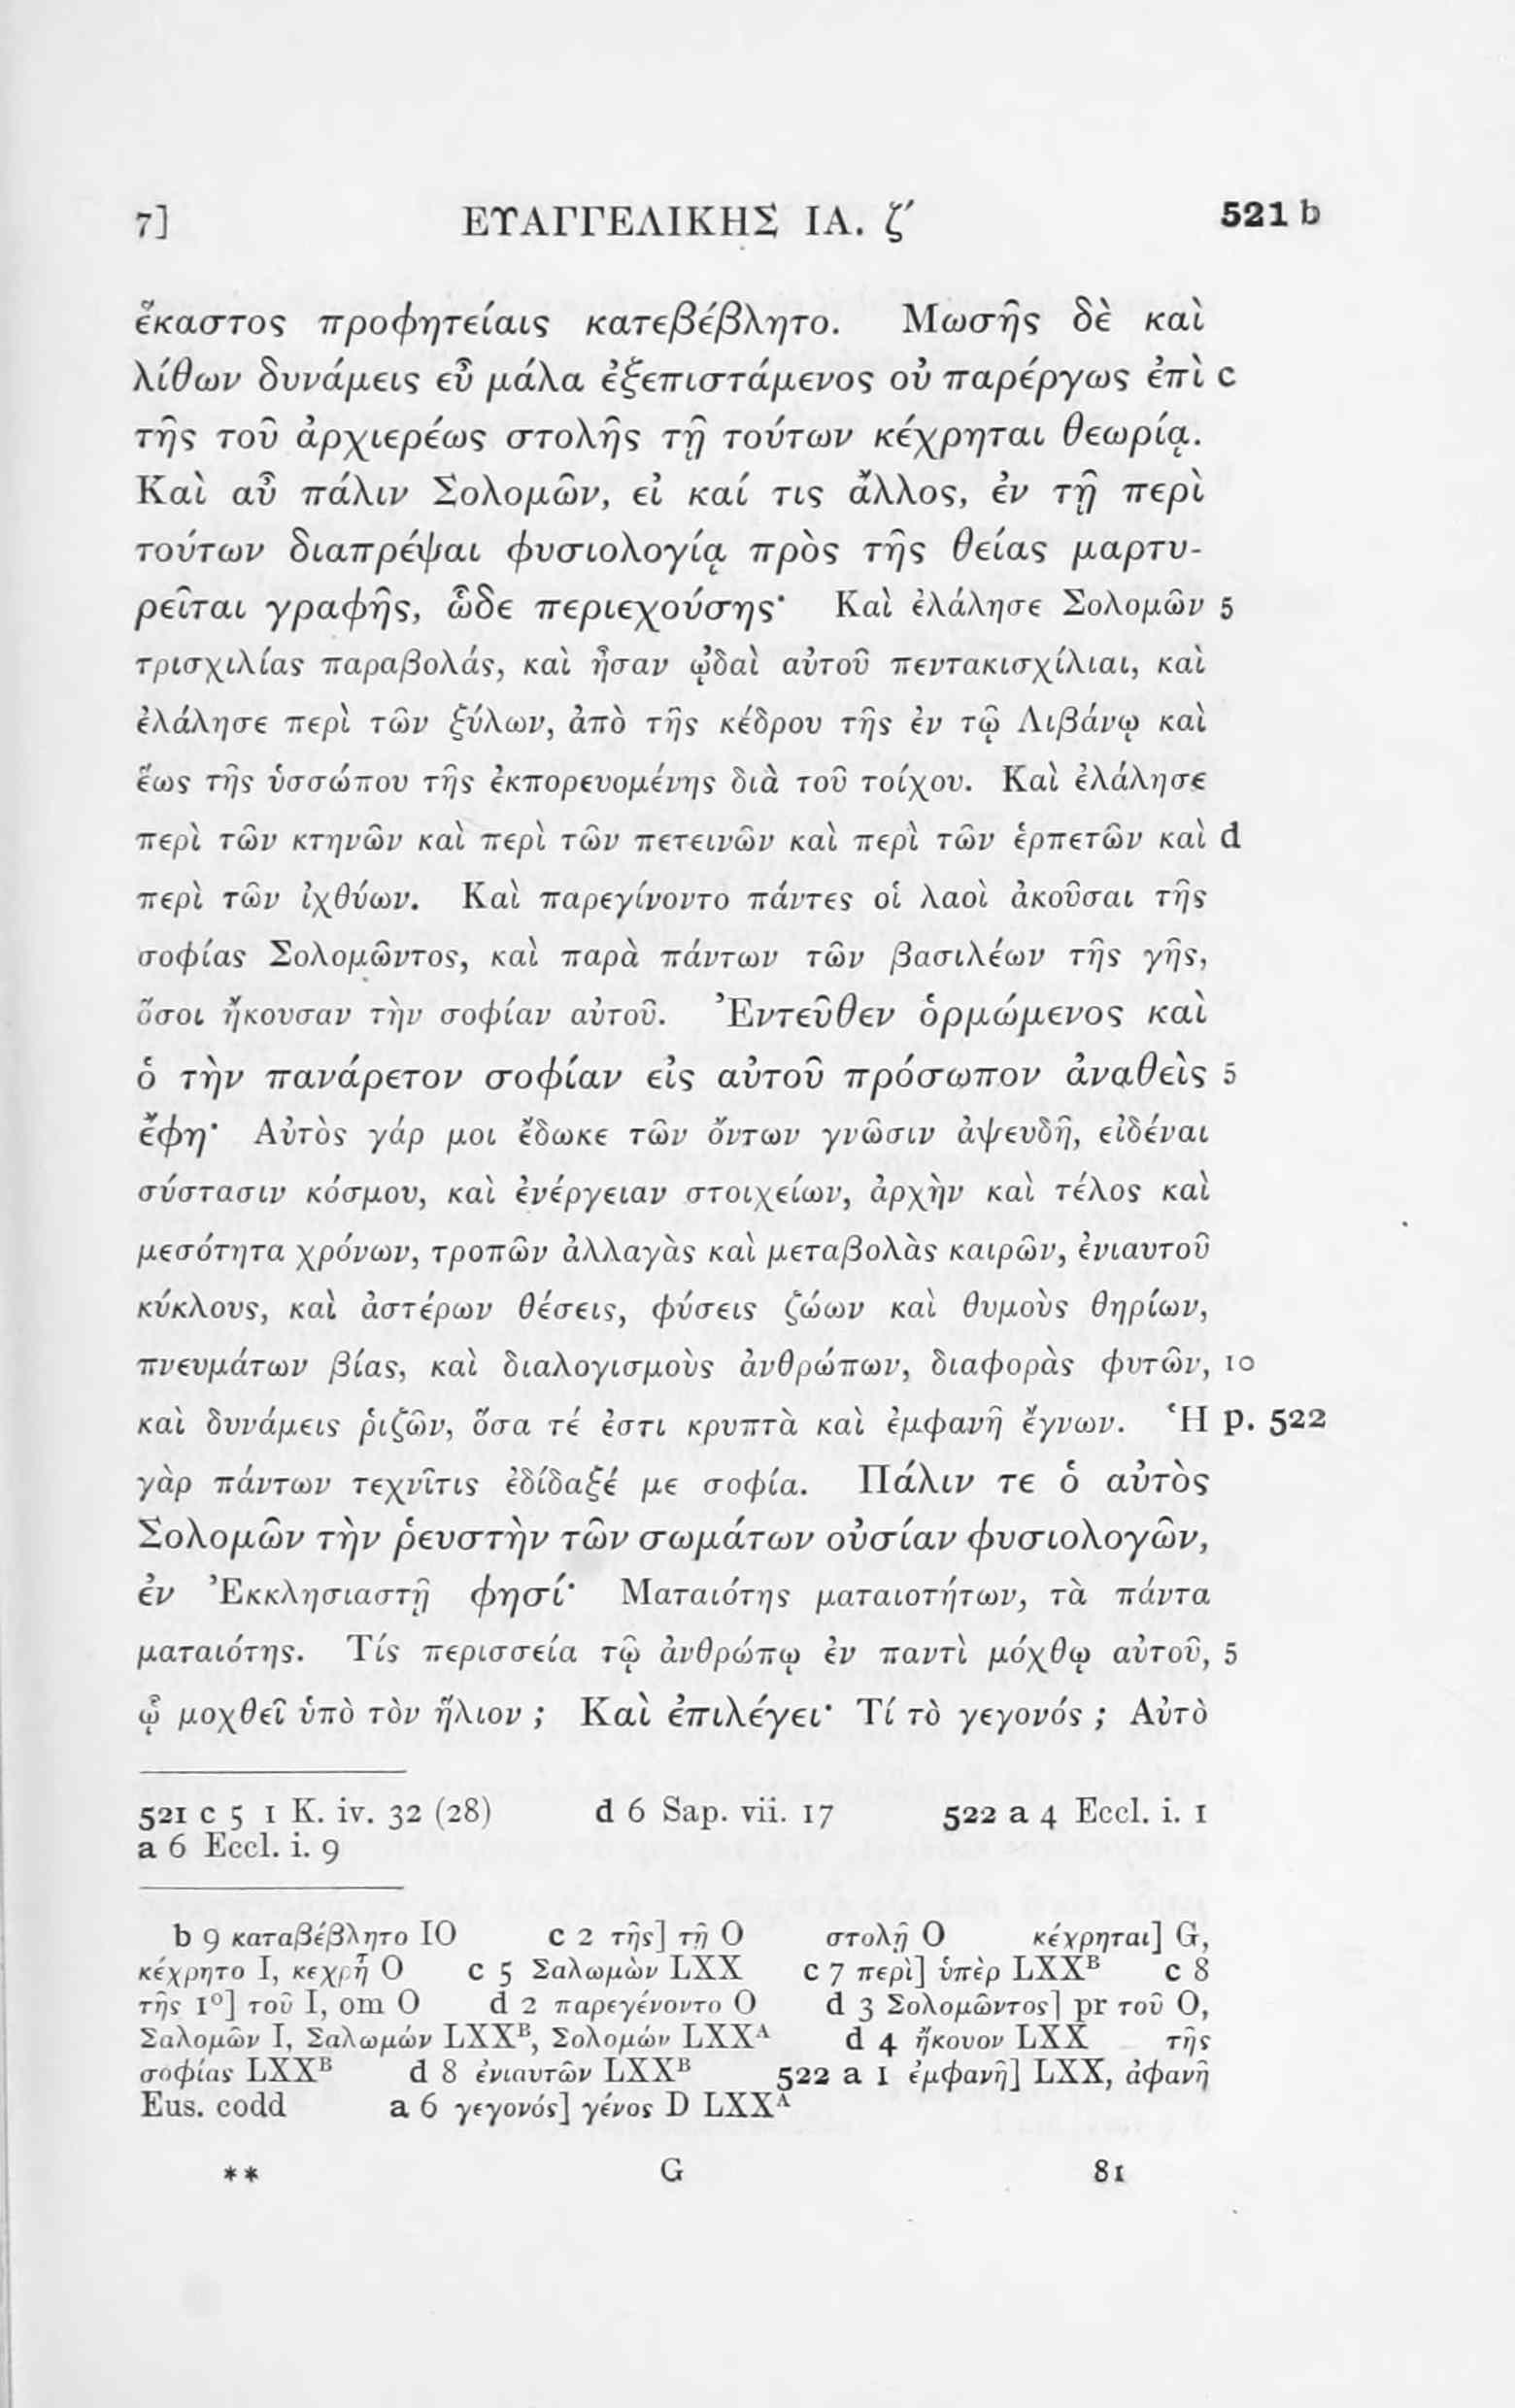 7] ΕΥΑΓΓΕΛΙΚΗΣ ΙΑ. ζʹ 521 b
ἕκαστος προφητείαις κατεβέβλητο. Μωσῆς δὲ καὶ
λίθων δυνάμεις εὖ μάλα ἐξεπιστάμενος οὐ παρέργως ἐπὶ c
τῆς τοῦ ἀρχιερέως στολῆς τῇ τούτων κέχρηται θεωρίᾳ.
Καὶ αὖ πάλιν Σολομῶν, εἰ καί τις ἄλλος, ἐν τῇ περὶ
τούτων διαπρέψαι φυσιολογίᾳ πρὸς τῆς θείας μαρτυ-
ρεῖται γραφῆς, ὧδε περιεχούσης· Καὶ ἐλάλησε Σολομῶν 5
τρισχιλίας παραβολάς, καὶ ἦσαν ᾠδαὶ αὐτοῦ πεντακισχίλιαι, καὶ
ἐλάλησε περὶ τῶν ξύλων, ἀπὸ τῆς κέδρου τῆς ἐν τῷ Λιβάνῳ καὶ
ἕως τῆς ὑσσώπου τῆς ἐκπορευομένης διὰ τοῦ τοίχου. Καὶ ἐλάλησε
περὶ τῶν κτηνῶν καὶ περὶ τῶν πετεινῶν καὶ περὶ τῶν ἑρπετῶν καὶ d
περὶ τῶν ἰχθύων. Καὶ παρεγίνοντο πάντες οἱ λαοὶ ἀκοῦσαι τῆς
σοφίας Σολομῶντος, καὶ παρὰ πάντων τῶν βασιλέων τῆς γῆς,
ὅσοι ἤκουσαν τὴν σοφίαν αὐτοῦ. Ἐντεῦθεν ὁρμώμενος καὶ
ὁ τὴν πανάρετον σοφίαν εἰς αὐτοῦ πρόσωπον ἀναθεὶς 5
ἔφη· Αὐτὸς γάρ μοι ἔδωκε τῶν ὄντων γνῶσιν ἀψευδῆ, εἰδέναι
σύστασιν κόσμου, καὶ ἐνέργειαν στοιχείων, ἀρχὴν καὶ τέλος καὶ
μεσότητα χρόνων, τροπῶν ἀλλαγὰς καὶ μεταβολὰς καιρῶν, ἐνιαυτοῦ
κύκλους, καὶ ἀστέρων θέσεις, φύσεις ζώων καὶ θυμοὺς θηρίων,
πνευμάτων βίας, καὶ διαλογισμοὺς ἀνθρώπων, διαφορὰς φυτῶν, 10
καὶ δυνάμεις ῥιζῶν, ὅσα τέ ἐστι κρυπτὰ καὶ ἐμφανῆ ἔγνων. Ἡ p. 522
γὰρ πάντων τεχνῖτις ἐδίδαξέ με σοφία. Πάλιν τε ὁ αὐτὸς
Σολομῶν τὴν ῥευστὴν τῶν σωμάτων οὐσίαν φυσιολογῶν,
ἐν Ἐκκλησιαστῇ φησί· Ματαιότης ματαιοτήτων, τὰ πάντα
ματαιότης. Τίς περισσεία τῷ ἀνθρώπῳ ἐν παντὶ μόχθῳ αὐτοῦ, 5
ᾧ μοχθεῖ ὑπὸ τὸν ἥλιον ; Καὶ ἐπιλέγει· Τί τὸ γεγονός ; Αὐτὸ
521 c 5 1 K. iv. 32 (28) d 6 Sap. vii. 17 522 a 4 Eccl. i. 1
a 6 Eccl. i. 9
b 9 καταβέβλητο IO c 2 τῆς] τῇ O στολῇ O κέχρηται] G,
κέχρητο I, κεχρῆ O c 5 Σαλωμὼν LXX c 7 περὶ] ὑπὲρ LXXᴮ c 8
τῆς 1º] τοῦ I, om O d 2 παρεγένοντο O d 3 Σολομῶντος] pr τοῦ O,
Σαλομῶν I, Σαλωμών LXXᴮ, Σολομών LXXᴬ d 4 ἤκουον LXX τῆς
σοφίας LXXᴮ d 8 ἐνιαυτῶν LXXᴮ 522 a 1 ἐμφανῆ] LXX, ἀφανῆ
Eus. codd a 6 γεγονός] γένος D LXXᴬ
** G 81